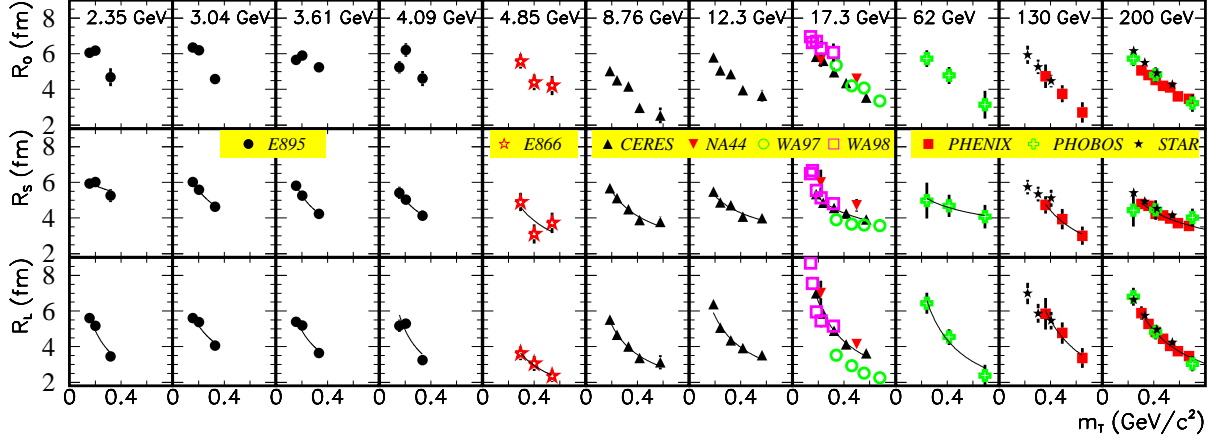 2.35 GeV 3.04 GeV 3.61 GeV 4.09 GeV 4.85 GeV 8.76 GeV 12.3 GeV 17.3 GeV 62 GeV 130 GeV 200 GeV
R_O (fm)
8
6
4
2
E895 E866 CERES NA44 WA97 WA98 PHENIX PHOBOS STAR
R_S (fm)
8
6
4
2
R_L (fm)
8
6
4
2
0 0.4 0 0.4 0 0.4 0 0.4 0 0.4 0 0.4 0 0.4 0 0.4 0 0.4 0 0.4 0 0.4
m_T (GeV/c²)